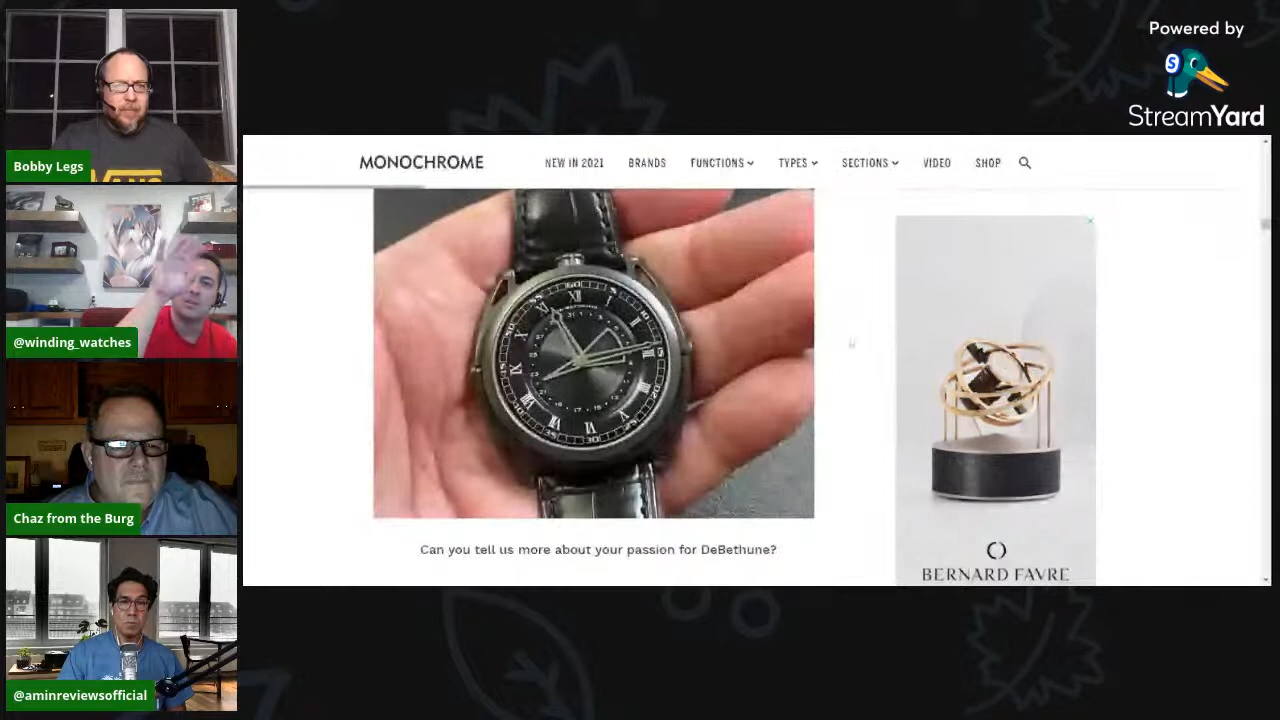 Powered by
S
StreamYard
Bobby Legs
VANS
@winding_watches
Chaz from the Burg
@aminreviewsofficial
MONOCHROME
NEW IN 2021 BRANDS FUNCTIONS TYPES SECTIONS VIDEO SHOP
Can you tell us more about your passion for DeBethune?
BERNARD FAVRE